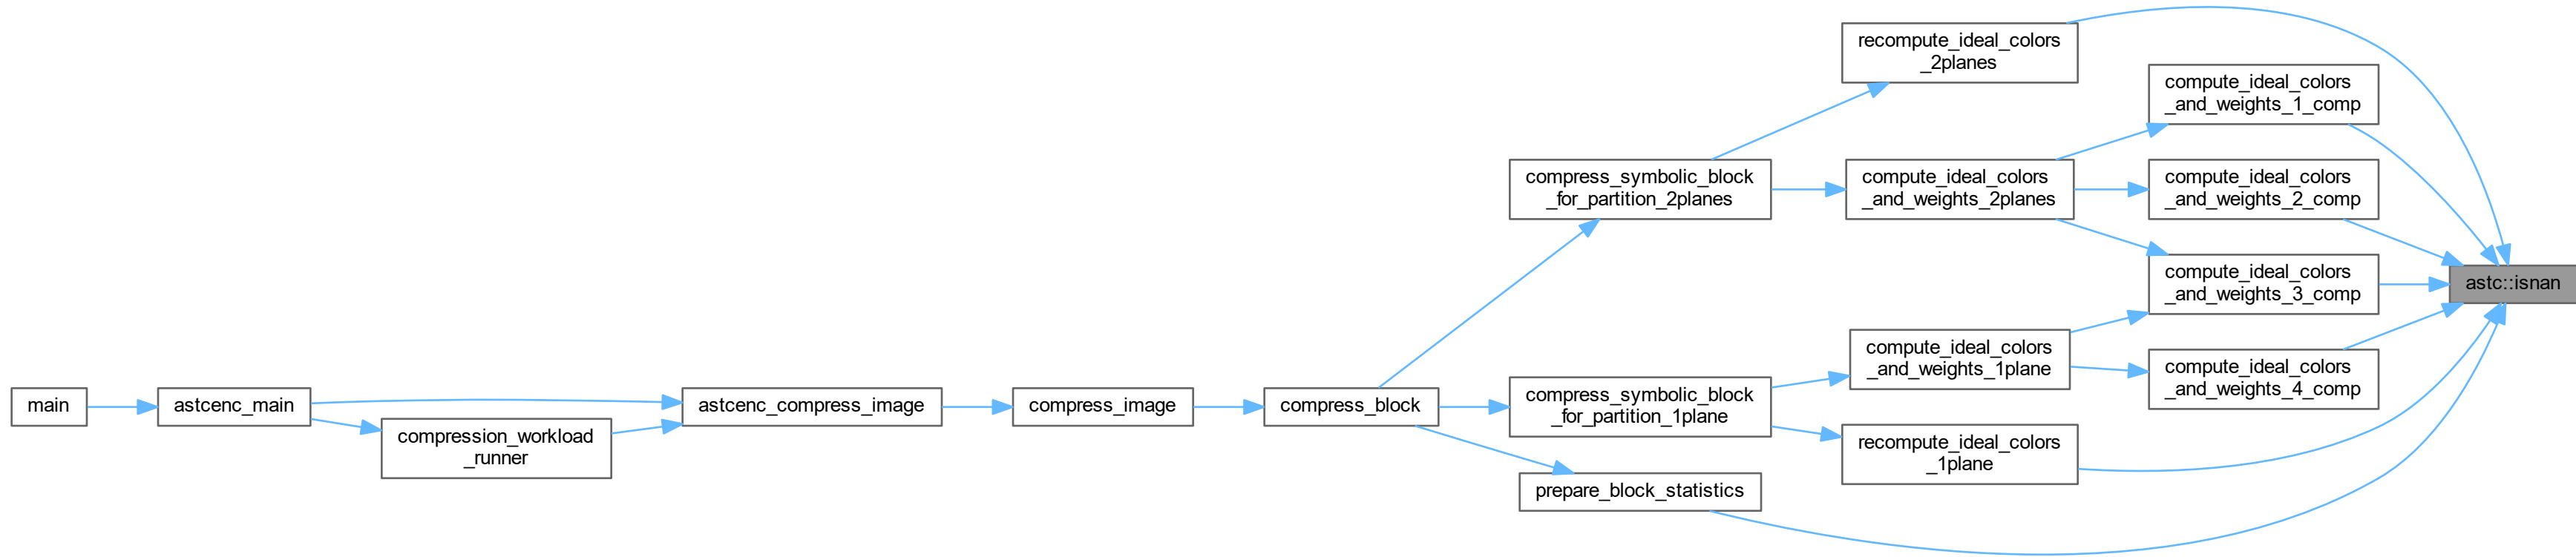 main
astcenc_main
compression_workload
_runner
astcenc_compress_image
compress_image
compress_block
compress_symbolic_block
_for_partition_2planes
compress_symbolic_block
_for_partition_1plane
prepare_block_statistics
recompute_ideal_colors
_2planes
compute_ideal_colors
_and_weights_2planes
compute_ideal_colors
_and_weights_1plane
recompute_ideal_colors
_1plane
compute_ideal_colors
_and_weights_1_comp
compute_ideal_colors
_and_weights_2_comp
compute_ideal_colors
_and_weights_3_comp
compute_ideal_colors
_and_weights_4_comp
astc::isnan